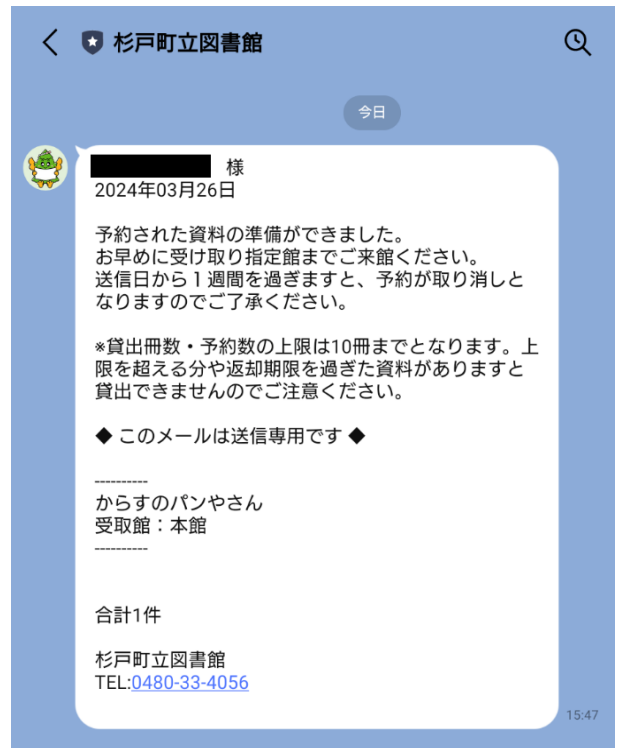 杉戸町立図書館
今日
様
2024年03月26日
予約された資料の準備ができました。
お早めに受け取り指定館までご来館ください。
送信日から１週間を過ぎますと、予約が取り消しと
なりますのでご了承ください。
※貸出冊数・予約数の上限は10冊までとなります。上
限を超える分や返却期限を過ぎた資料がありますと
貸出できませんのでご注意ください。
◆ このメールは送信専用です ◆
----------
からすのパンやさん
受取館：本館
----------
合計1件
杉戸町立図書館
TEL:0480-33-4056
15:47